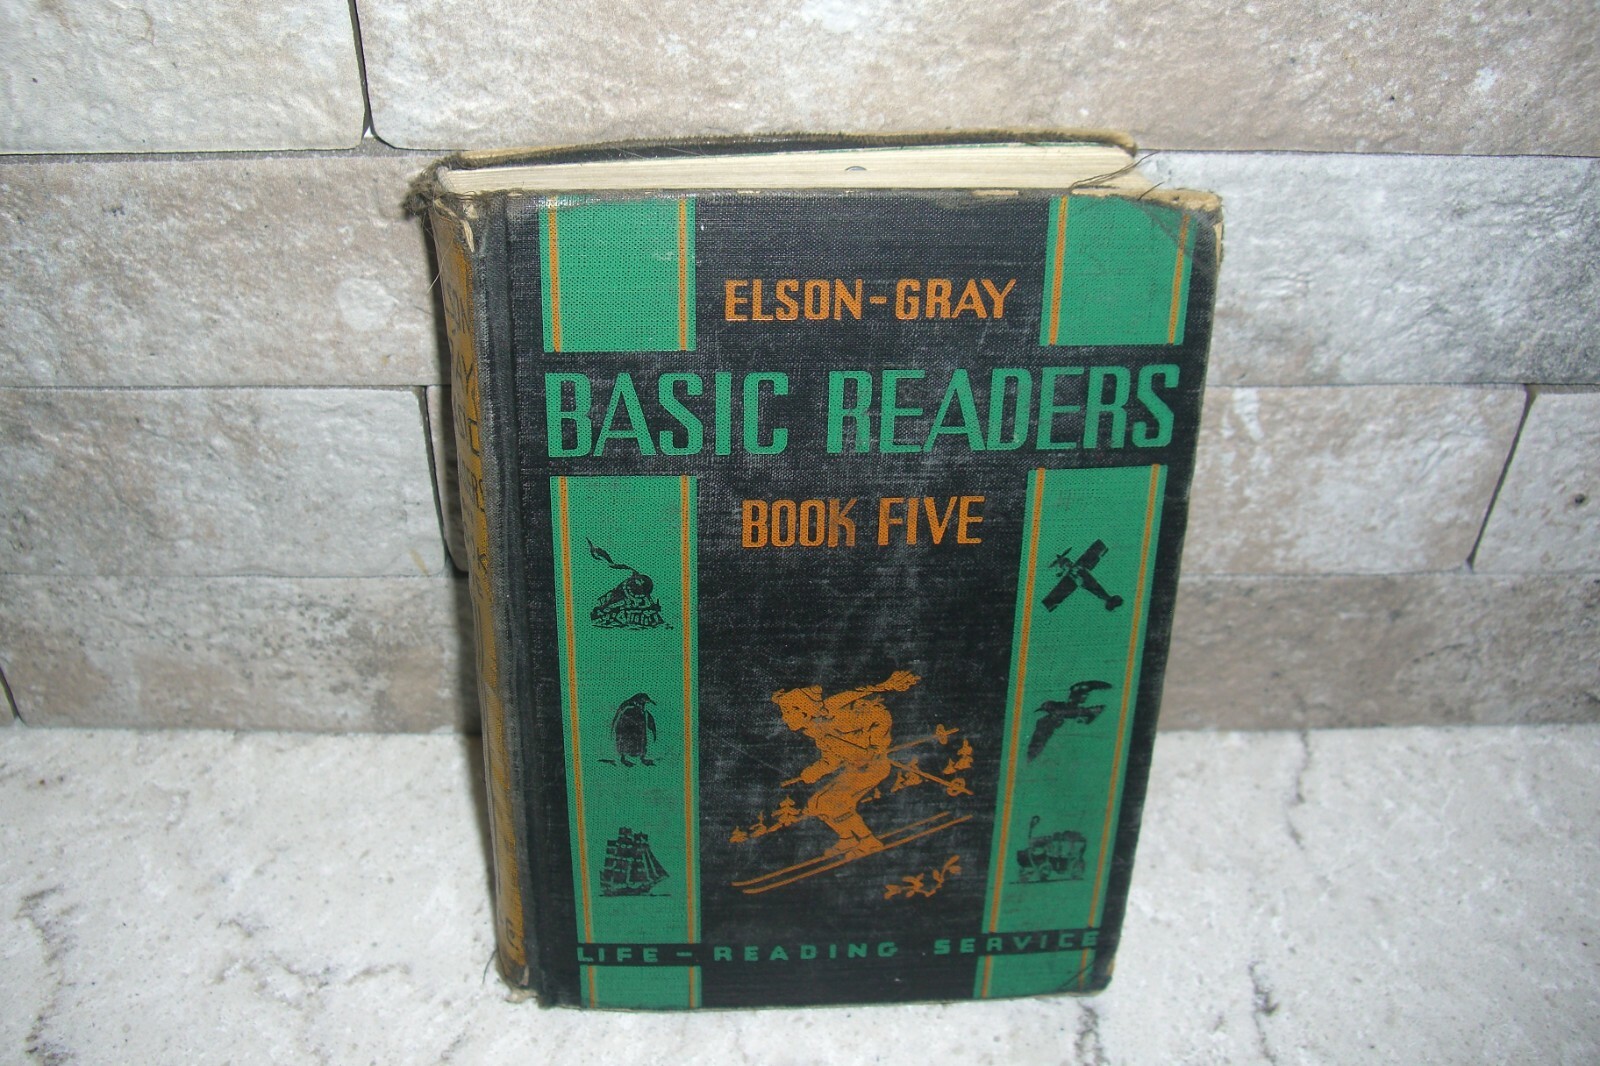 ELSON-GRAY
BASIC READERS
BOOK FIVE
LIFE - READING SERVICE